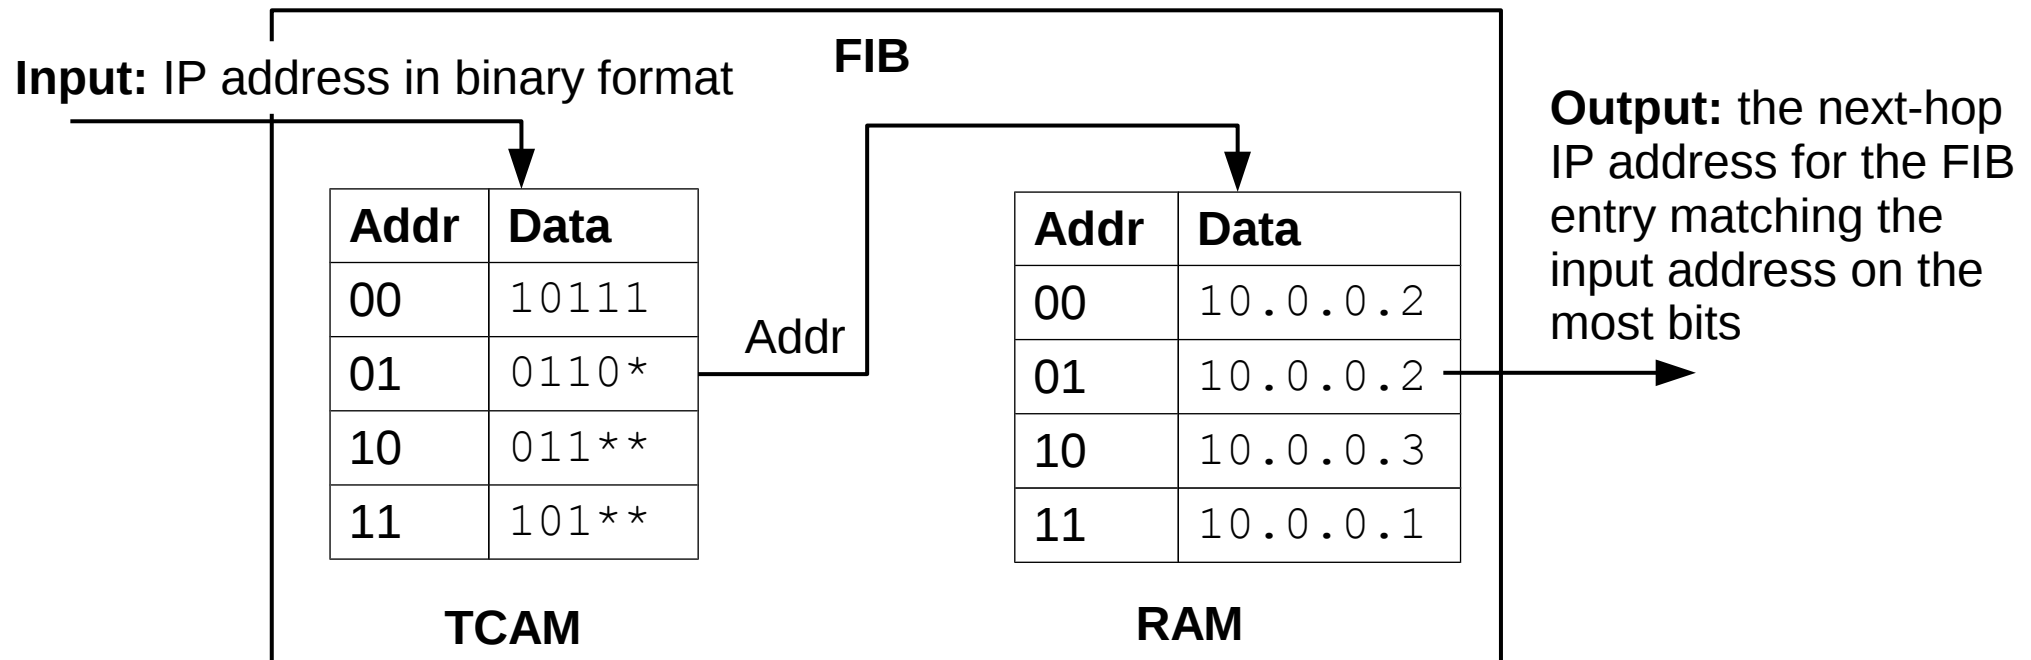 FIB
Input: IP address in binary format
Output: the next-hop
IP address for the FIB
entry matching the
input address on the
most bits
Addr Data
00 10111
01 0110*
10 011**
11 101**
TCAM
Addr
Addr Data
00 10.0.0.2
01 10.0.0.2
10 10.0.0.3
11 10.0.0.1
RAM